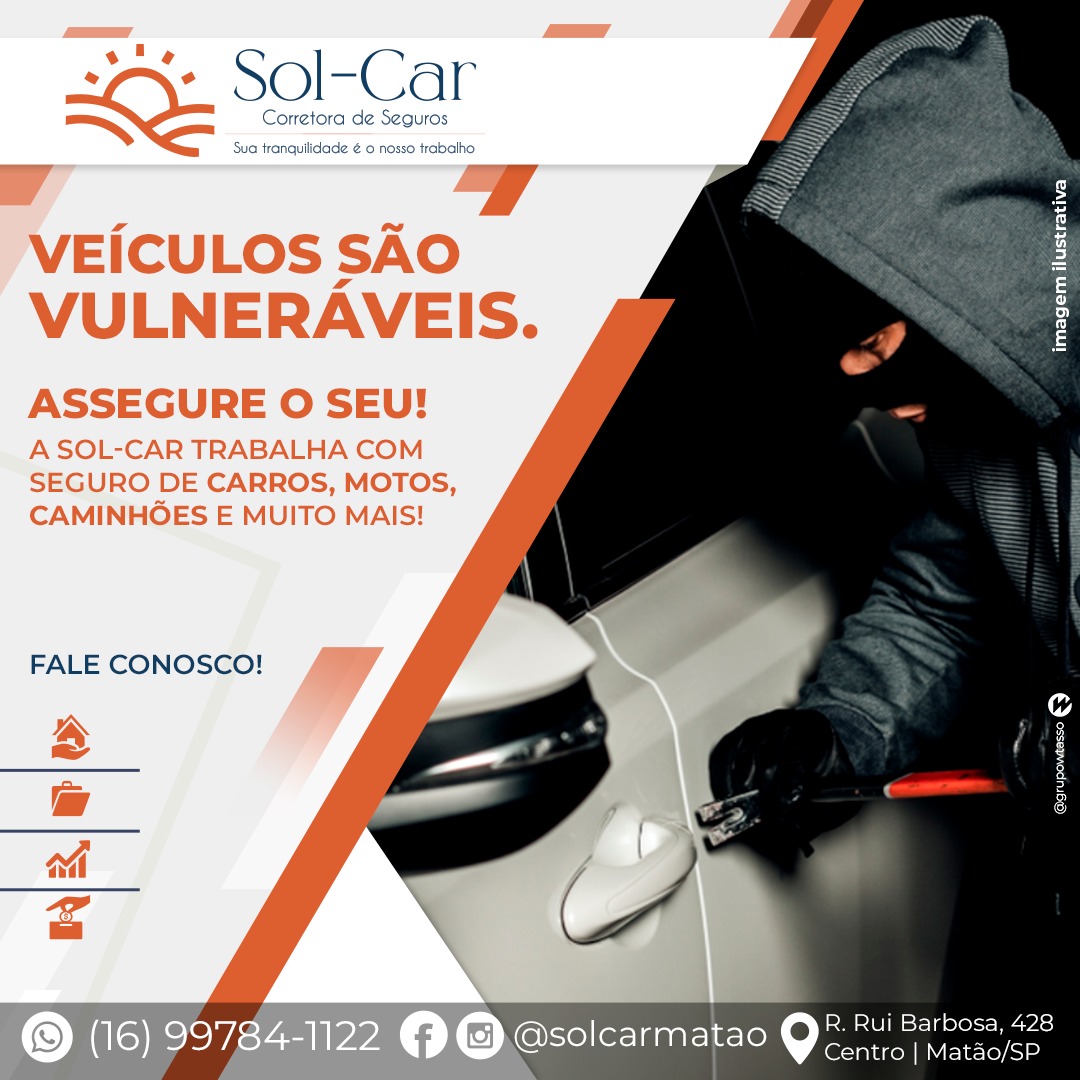 Sol-Car
Corretora de Seguros
Sua tranquilidade é o nosso trabalho
VEÍCULOS SÃO
VULNERÁVEIS.
ASSEGURE O SEU!
A SOL-CAR TRABALHA COM
SEGURO DE CARROS, MOTOS,
CAMINHÕES E MUITO MAIS!
FALE CONOSCO!
imagem ilustrativa
@grupowtasso
(16) 99784-1122
@solcarmatao
R. Rui Barbosa, 428
Centro | Matão/SP